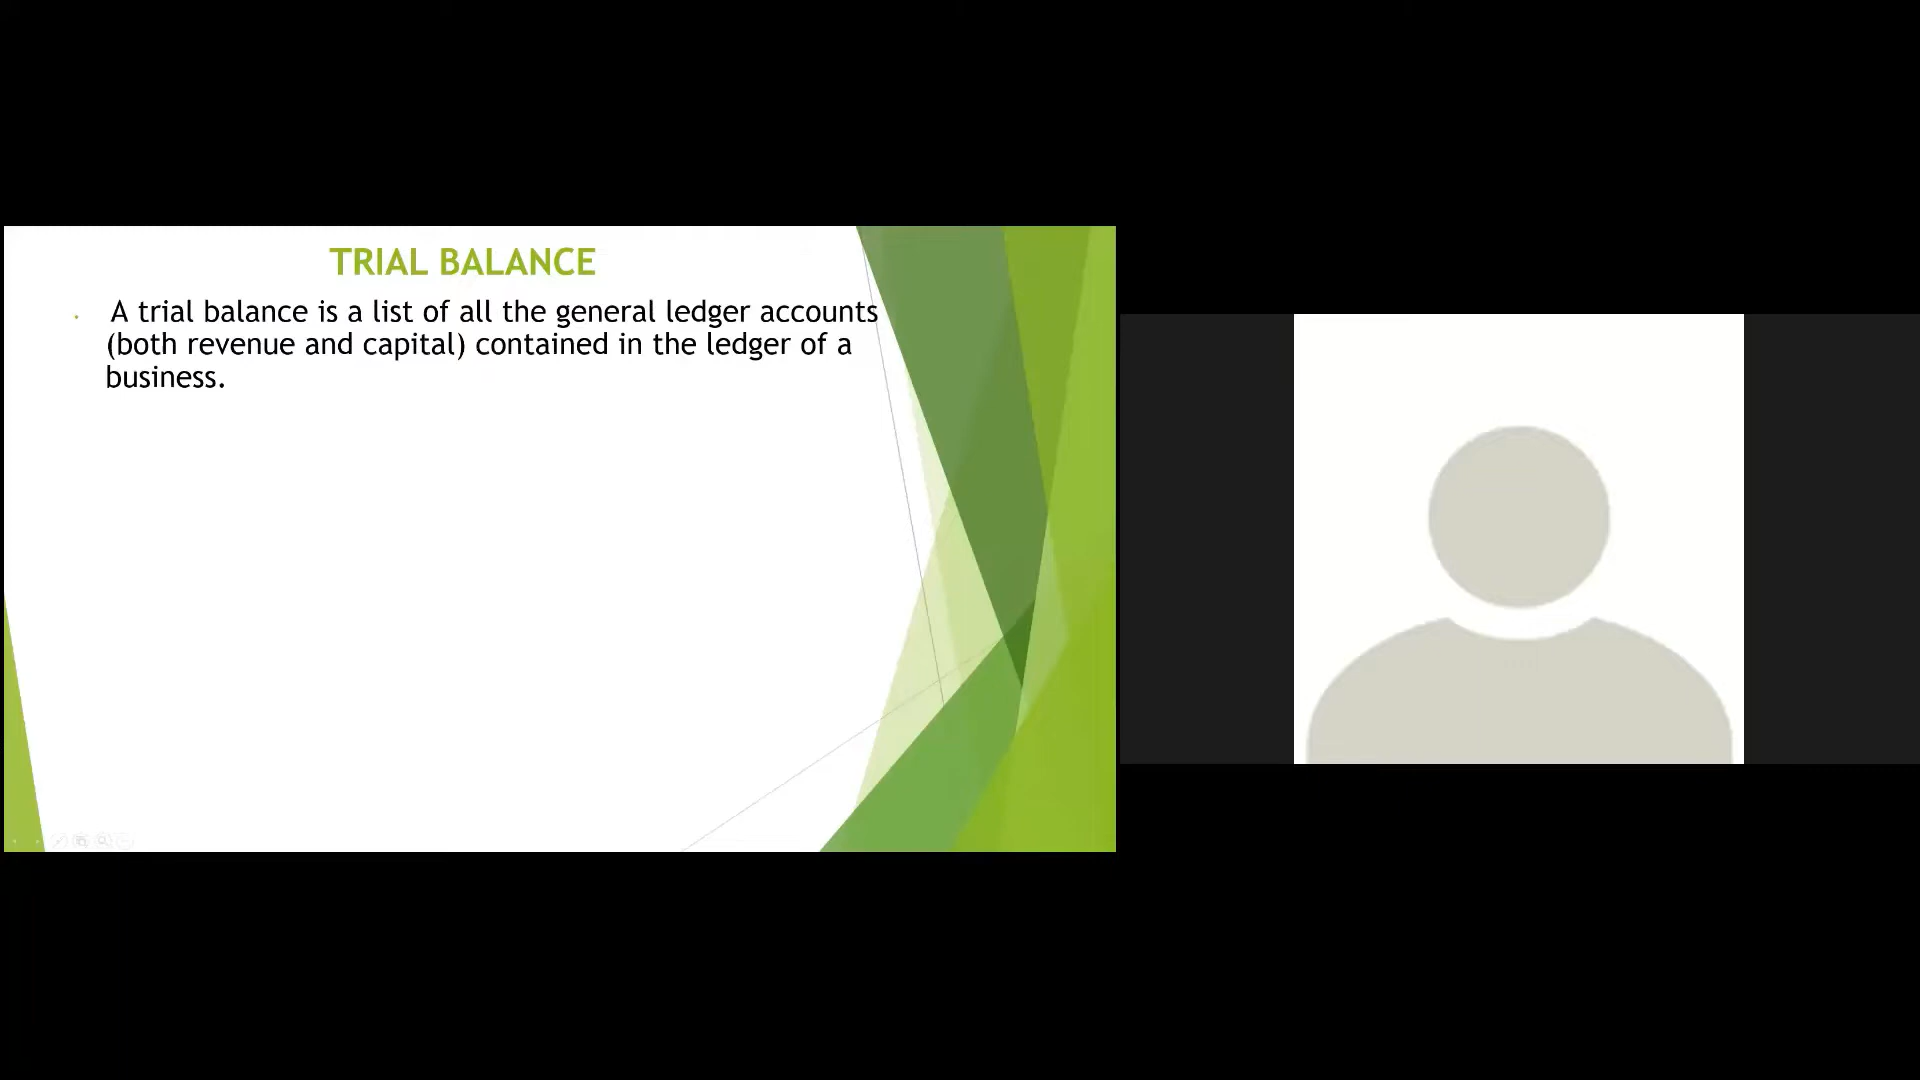 TRIAL BALANCE
A trial balance is a list of all the general ledger accounts
(both revenue and capital) contained in the ledger of a
business.